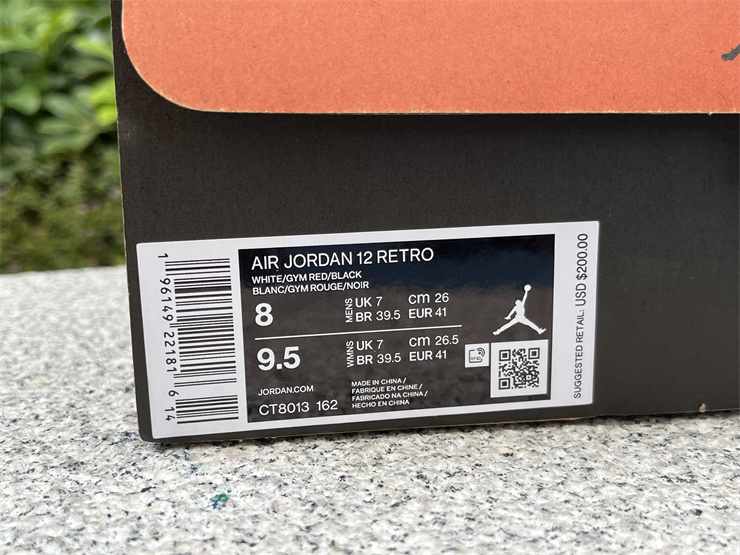 AIR JORDAN 12 RETRO
WHITE/GYM RED/BLACK
BLANC/GYM ROUGE/NOIR
8
MENS
UK 7 cm 26
BR 39.5 EUR 41
9.5
WMNS
UK 7 cm 26.5
BR 39.5 EUR 41
JORDAN.COM
CT8013 162
MADE IN CHINA /
FABRIQUE EN CHINE /
FABRICADO NA CHINA /
HECHO EN CHINA
1 96149 22181 6 14
SUGGESTED RETAIL: USD $200.00